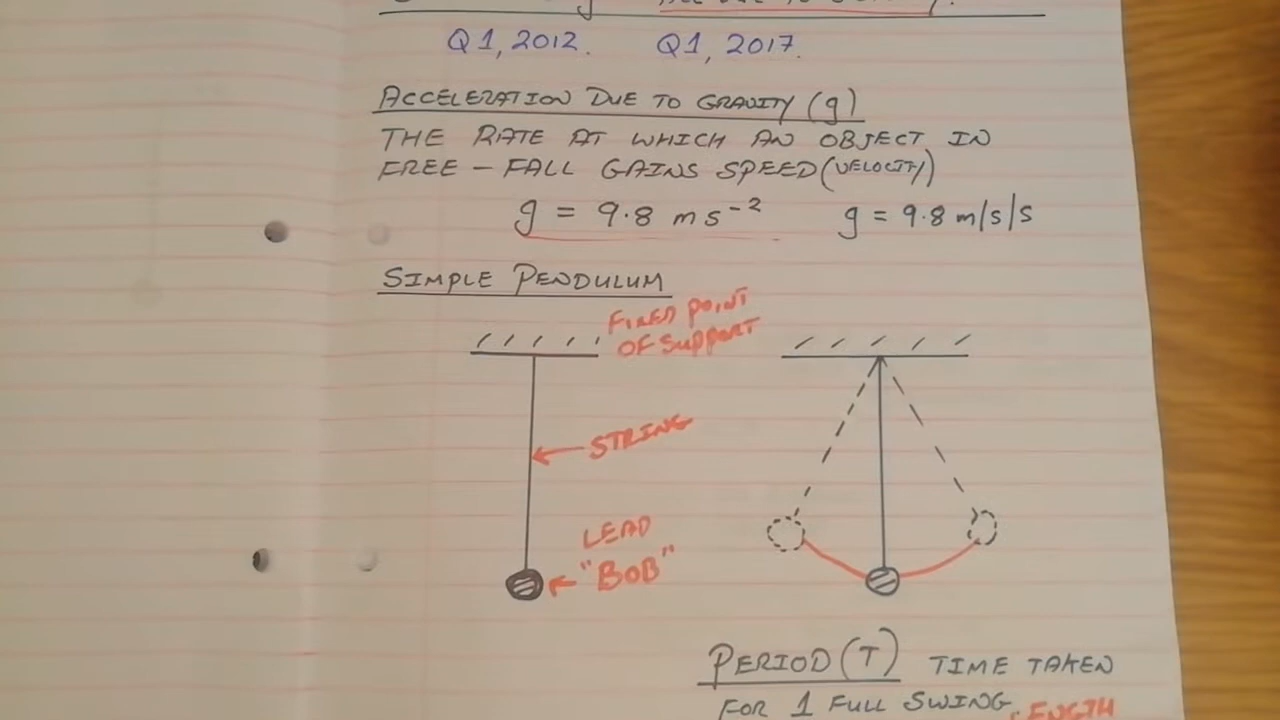 Q1, 2012. Q1, 2017.
ACCELERATION DUE TO GRAVITY (g)
THE RATE AT WHICH AN OBJECT IN
FREE - FALL GAINS SPEED (VELOCITY)
g = 9.8 ms⁻² g = 9.8 m/s/s
SIMPLE PENDULUM
FIXED POINT
OF SUPPORT
STRING
LEAD
"BOB"
PERIOD (T) TIME TAKEN
FOR 1 FULL SWING
LENGTH